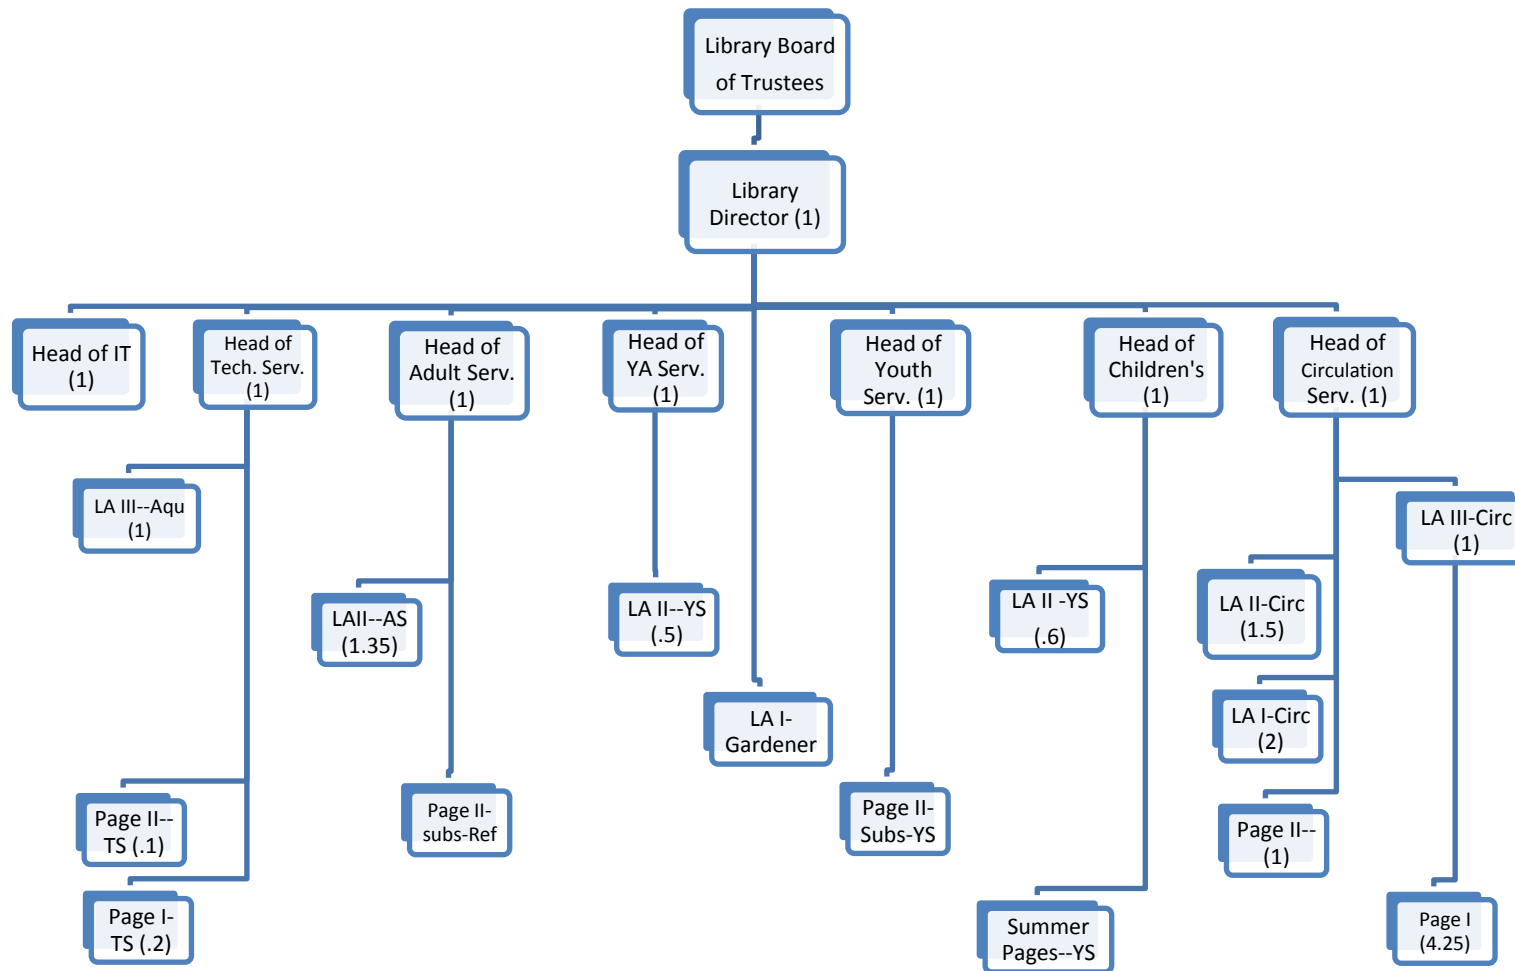 Library Board
of Trustees
Library
Director (1)
Head of IT
(1)
Head of
Tech. Serv.
(1)
Head of
Adult Serv.
(1)
Head of
YA Serv.
(1)
Head of
Youth
Serv. (1)
Head of
Children's
(1)
Head of
Circulation
Serv. (1)
LA III--Aqu
(1)
LA III-Circ
(1)
LAII--AS
(1.35)
LA II--YS
(.5)
LA II -YS
(.6)
LA II-Circ
(1.5)
LA I-
Gardener
LA I-Circ
(2)
Page II--
TS (.1)
Page II-
subs-Ref
Page II-
Subs-YS
Page II--
(1)
Page I-
TS (.2)
Summer
Pages--YS
Page I
(4.25)